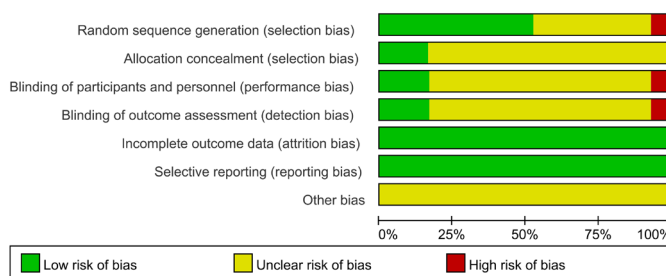 Random sequence generation (selection bias)
Allocation concealment (selection bias)
Blinding of participants and personnel (performance bias)
Blinding of outcome assessment (detection bias)
Incomplete outcome data (attrition bias)
Selective reporting (reporting bias)
Other bias
0% 25% 50% 75% 100%
Low risk of bias Unclear risk of bias High risk of bias